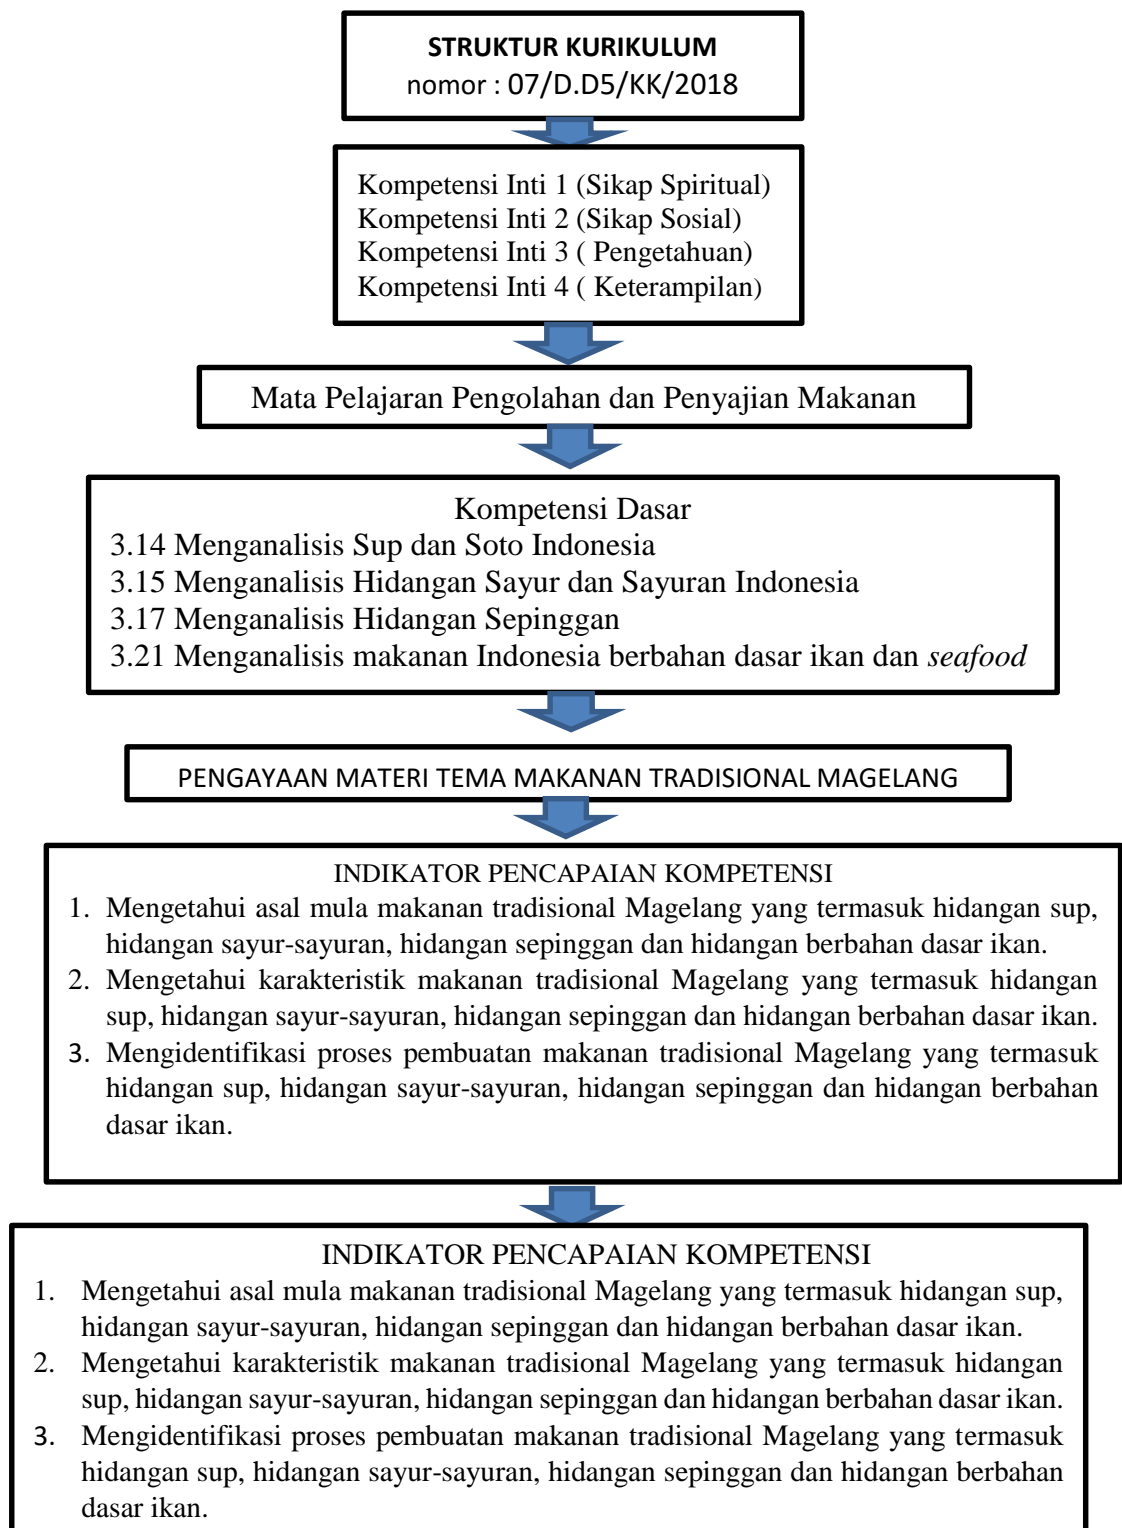 STRUKTUR KURIKULUM
nomor : 07/D.D5/KK/2018
Kompetensi Inti 1 (Sikap Spiritual)
Kompetensi Inti 2 (Sikap Sosial)
Kompetensi Inti 3 ( Pengetahuan)
Kompetensi Inti 4 ( Keterampilan)
Mata Pelajaran Pengolahan dan Penyajian Makanan
Kompetensi Dasar
3.14 Menganalisis Sup dan Soto Indonesia
3.15 Menganalisis Hidangan Sayur dan Sayuran Indonesia
3.17 Menganalisis Hidangan Sepinggan
3.21 Menganalisis makanan Indonesia berbahan dasar ikan dan seafood
PENGAYAAN MATERI TEMA MAKANAN TRADISIONAL MAGELANG
INDIKATOR PENCAPAIAN KOMPETENSI
1. Mengetahui asal mula makanan tradisional Magelang yang termasuk hidangan sup,
hidangan sayur-sayuran, hidangan sepinggan dan hidangan berbahan dasar ikan.
2. Mengetahui karakteristik makanan tradisional Magelang yang termasuk hidangan
sup, hidangan sayur-sayuran, hidangan sepinggan dan hidangan berbahan dasar ikan.
3. Mengidentifikasi proses pembuatan makanan tradisional Magelang yang termasuk
hidangan sup, hidangan sayur-sayuran, hidangan sepinggan dan hidangan berbahan
dasar ikan.
INDIKATOR PENCAPAIAN KOMPETENSI
1. Mengetahui asal mula makanan tradisional Magelang yang termasuk hidangan sup,
hidangan sayur-sayuran, hidangan sepinggan dan hidangan berbahan dasar ikan.
2. Mengetahui karakteristik makanan tradisional Magelang yang termasuk hidangan
sup, hidangan sayur-sayuran, hidangan sepinggan dan hidangan berbahan dasar ikan.
3. Mengidentifikasi proses pembuatan makanan tradisional Magelang yang termasuk
hidangan sup, hidangan sayur-sayuran, hidangan sepinggan dan hidangan berbahan
dasar ikan.